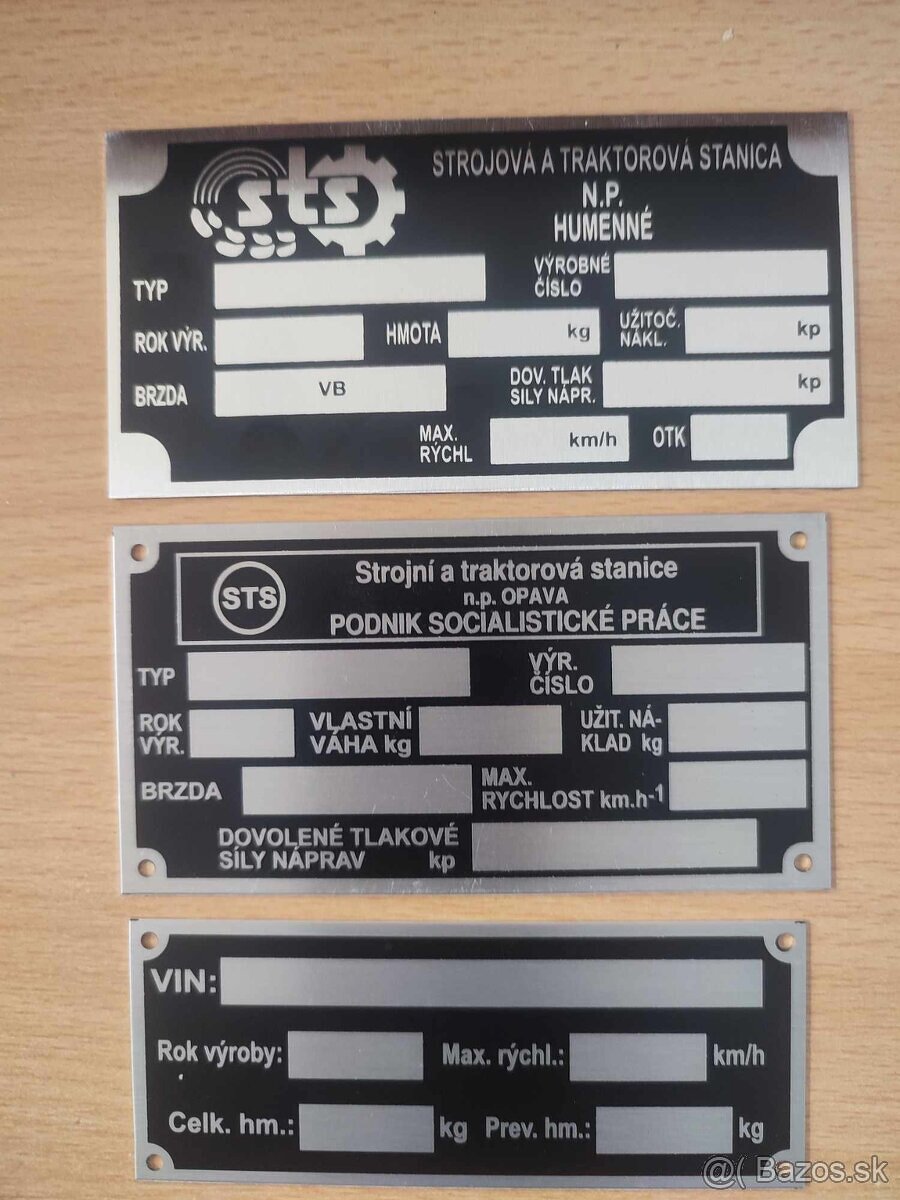 sts
STROJOVÁ A TRAKTOROVÁ STANICA
N.P.
HUMENNÉ
TYP
VÝROBNÉ ČÍSLO
ROK VÝR.
HMOTA kg
UŽITOČ. NÁKL. kp
BRZDA VB
DOV. TLAK
SILY NÁPR. kp
MAX.
RÝCHL km/h
OTK
STS
Strojní a traktorová stanice
n.p. OPAVA
PODNIK SOCIALISTICKÉ PRÁCE
TYP
VÝR.
ČÍSLO
ROK
VÝR.
VLASTNÍ
VÁHA kg
UŽIT. NÁ-
KLAD kg
BRZDA
MAX.
RYCHLOST km.h-1
DOVOLENÉ TLAKOVÉ
SÍLY NÁPRAV kp
VIN:
Rok výroby: Max. rýchl.: km/h
Celk. hm.: kg Prev. hm.: kg
@( Bazos.sk